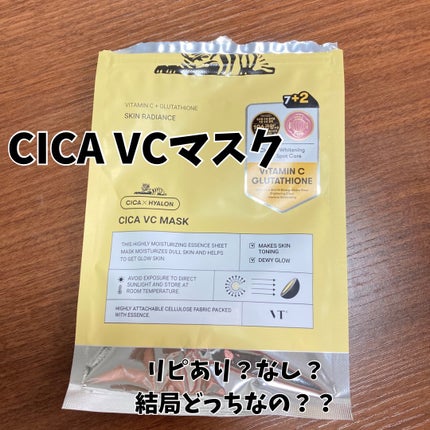 VITAMIN C + GLUTATHIONE
SKIN RADIANCE
7+2
CICA VCマスク
Whitening
Spot Care
VITAMIN C
GLUTATHIONE
CICA × HYALON
CICA VC MASK
THIS HIGHLY MOISTURIZING ESSENCE SHEET
MASK MOISTURIZES DULL SKIN AND HELPS
TO GET GLOW SKIN.
MAKES SKIN
TONING
DEWY GLOW
AVOID EXPOSURE TO DIRECT
SUNLIGHT AND STORE AT
ROOM TEMPERATURE.
HIGHLY ATTACHABLE CELLULOSE FABRIC PACKED
WITH ESSENCE.
VT
リピあり？なし？
結局どっちなの？？